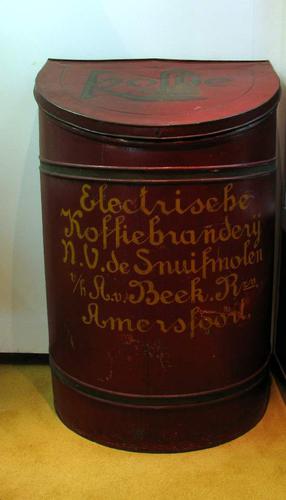 Koffie
Electrische
Koffiebranderij
N.V. de Snuifmolen
v/h A. v. Beek. Rzn.
Amersfoort.